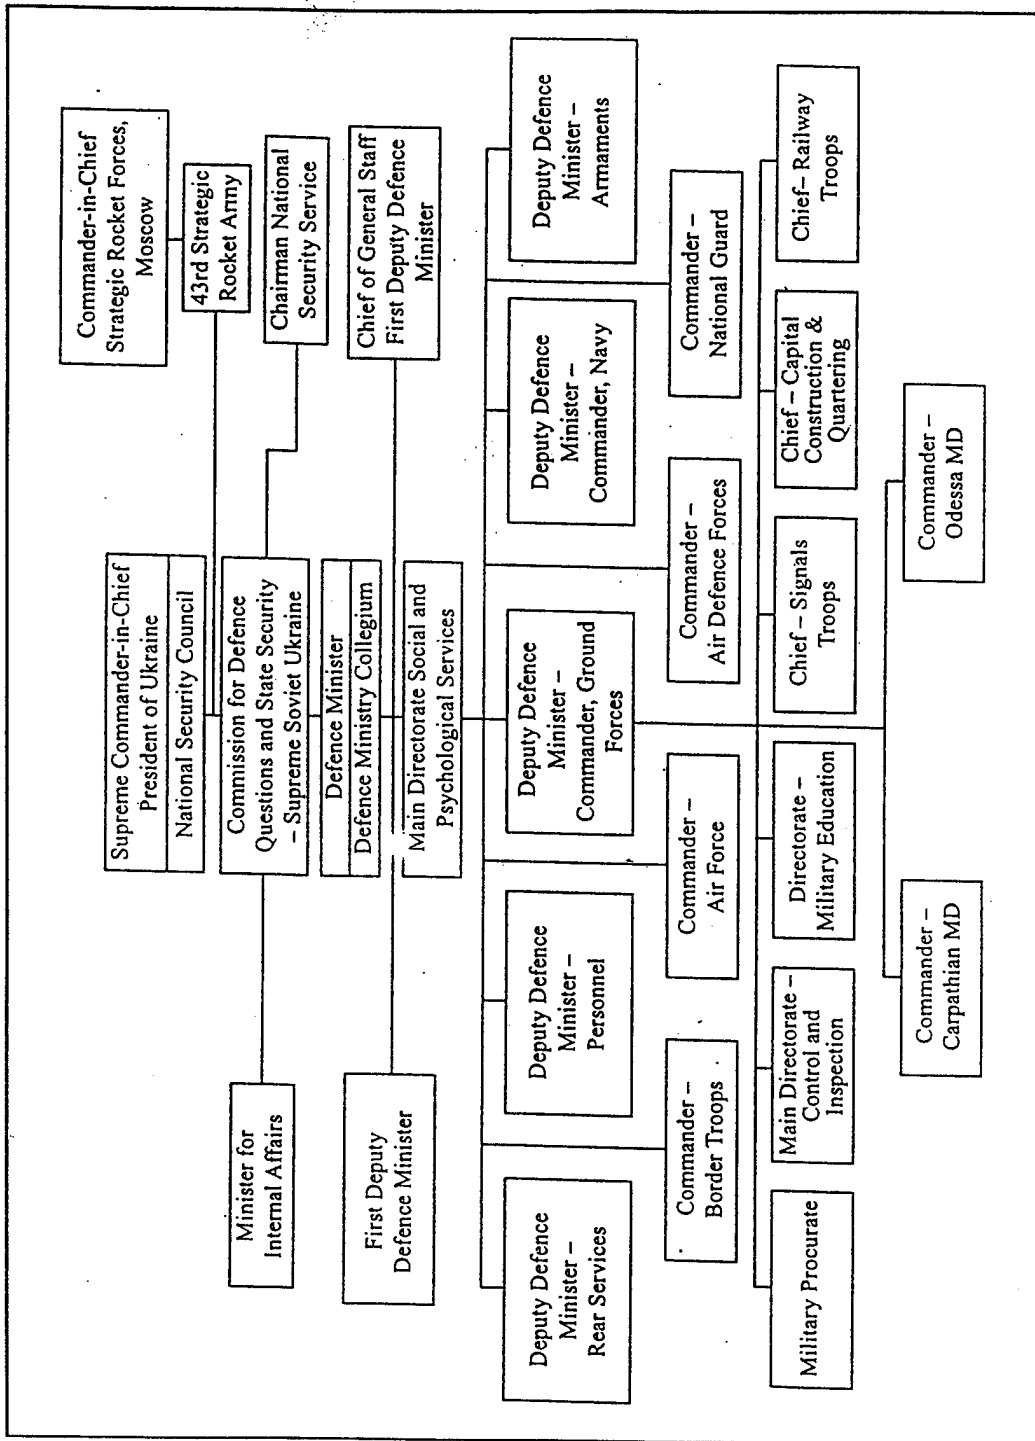 Commander-in-Chief
Strategic Rocket Forces,
Moscow
Supreme Commander-in-Chief
President of Ukraine
National Security Council
43rd Strategic
Rocket Army
Minister for
Internal Affairs
Commission for Defence
Questions and State Security
– Supreme Soviet Ukraine
Chairman National
Security Service
Defence Minister
Defence Ministry Collegium
First Deputy
Defence Minister
Chief of General Staff
First Deputy Defence
Minister
Main Directorate Social and
Psychological Services
Deputy Defence
Minister –
Rear Services
Deputy Defence
Minister –
Personnel
Deputy Defence
Minister –
Commander, Ground
Forces
Deputy Defence
Minister –
Commander, Navy
Deputy Defence
Minister –
Armaments
Commander –
Border Troops
Commander –
Air Force
Commander –
Air Defence Forces
Commander –
National Guard
Military Procurate
Main Directorate –
Control and
Inspection
Directorate –
Military Education
Chief – Signals
Troops
Chief – Capital
Construction &
Quartering
Chief– Railway
Troops
Commander –
Carpathian MD
Commander –
Odessa MD